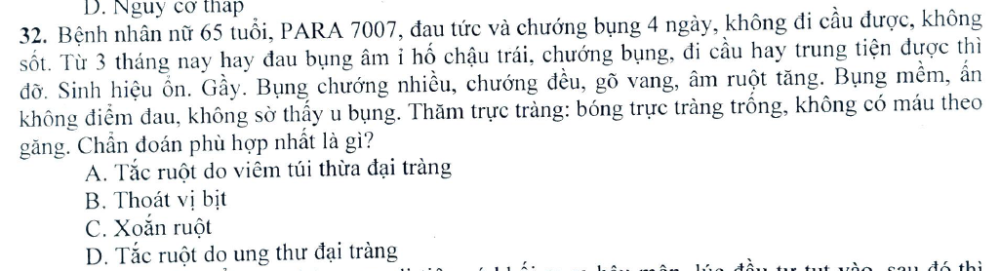 D. Nguy cơ thấp
32. Bệnh nhân nữ 65 tuổi, PARA 7007, đau tức và chướng bụng 4 ngày, không đi cầu được, không
sốt. Từ 3 tháng nay hay đau bụng âm ỉ hố chậu trái, chướng bụng, đi cầu hay trung tiện được thì
đỡ. Sinh hiệu ổn. Gầy. Bụng chướng nhiều, chướng đều, gõ vang, âm ruột tăng. Bụng mềm, ấn
không điểm đau, không sờ thấy u bụng. Thăm trực tràng: bóng trực tràng trống, không có máu theo
găng. Chẩn đoán phù hợp nhất là gì?
A. Tắc ruột do viêm túi thừa đại tràng
B. Thoát vị bịt
C. Xoắn ruột
D. Tắc ruột do ung thư đại tràng